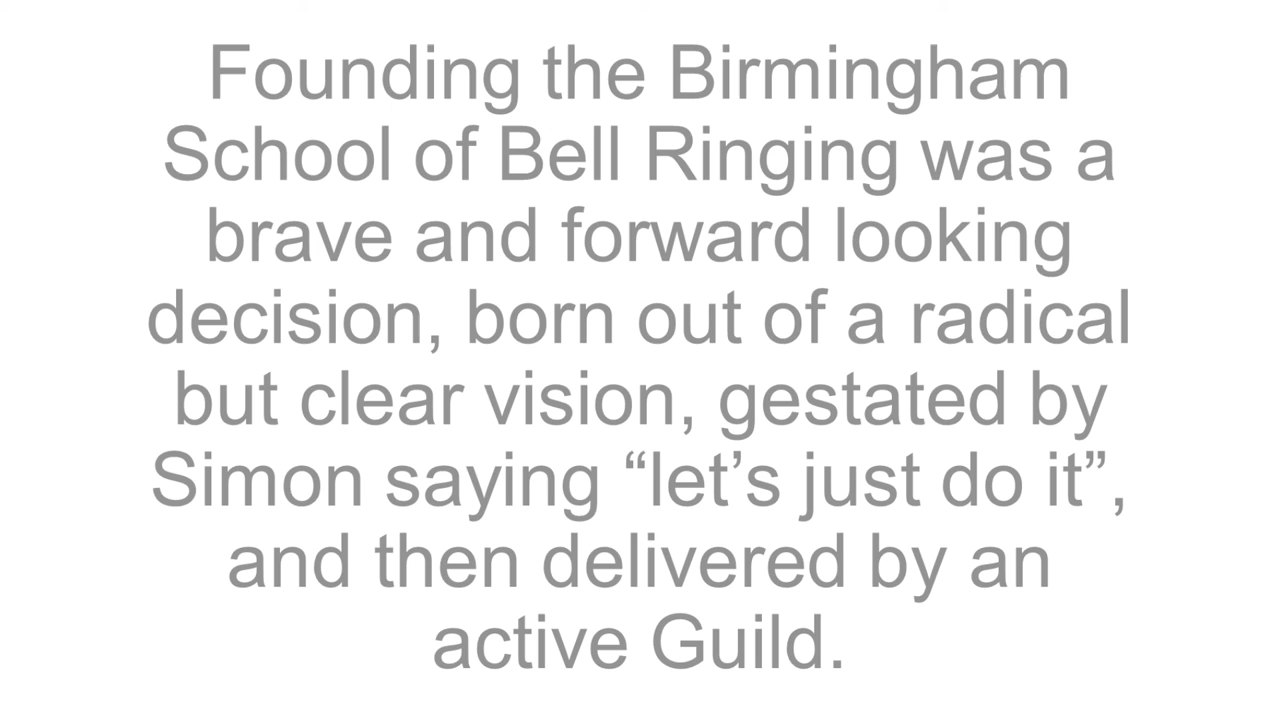 Founding the Birmingham
School of Bell Ringing was a
brave and forward looking
decision, born out of a radical
but clear vision, gestated by
Simon saying “let’s just do it”,
and then delivered by an
active Guild.